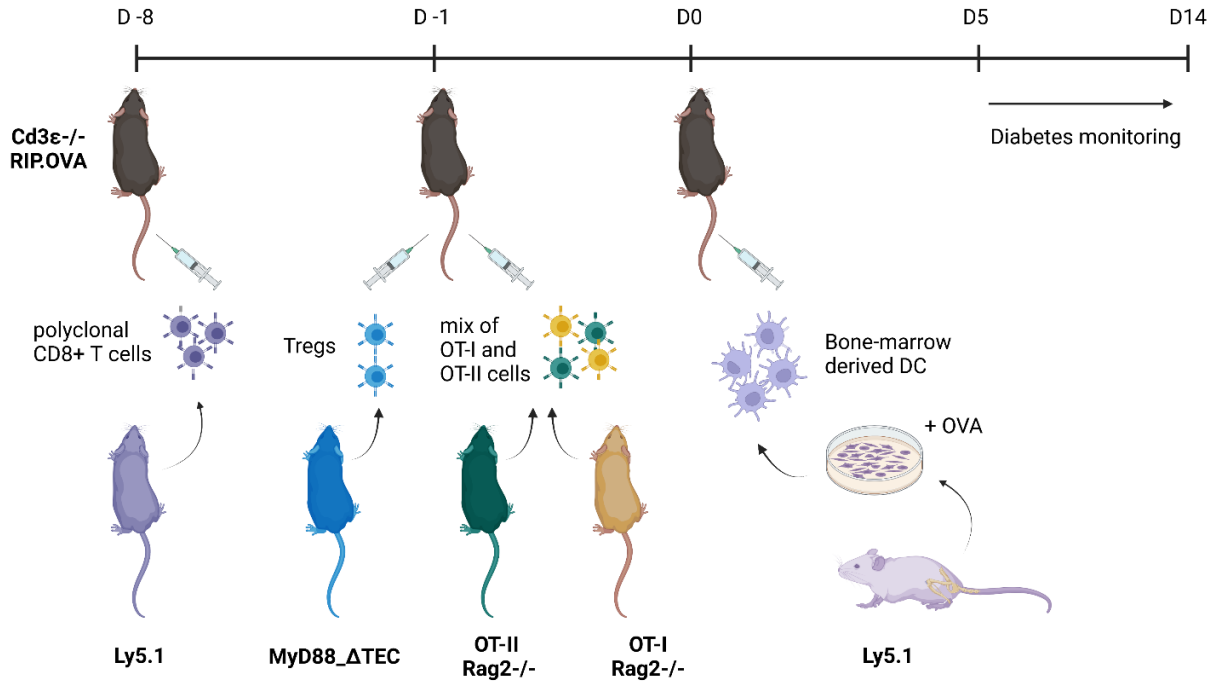 D -8
D -1
D0
D5
D14
Cd3ε-/-
RIP.OVA
Diabetes monitoring
polyclonal
CD8+ T cells
Tregs
mix of
OT-I and
OT-II cells
Bone-marrow
derived DC
+ OVA
Ly5.1
MyD88_ΔTEC
OT-II
Rag2-/-
OT-I
Rag2-/-
Ly5.1